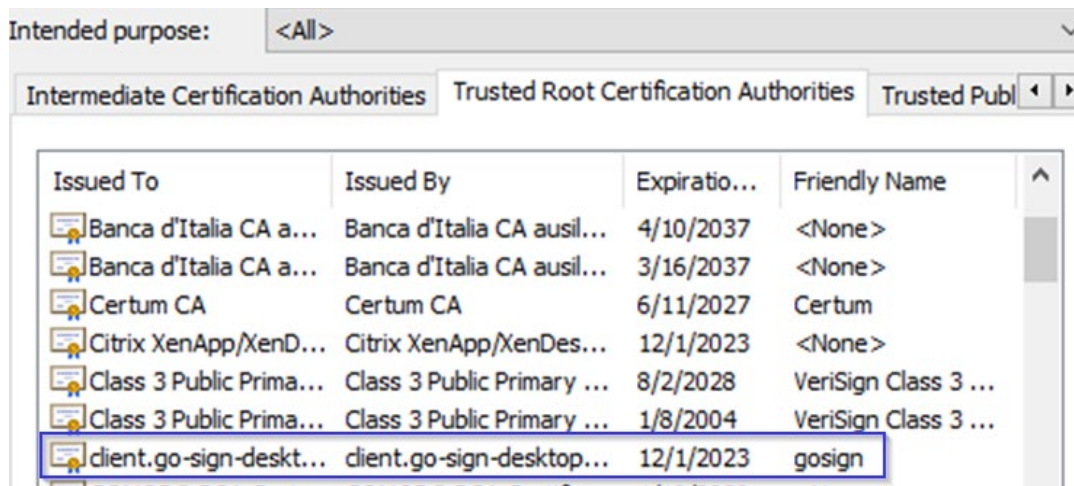 Intended purpose: <All>
Intermediate Certification Authorities Trusted Root Certification Authorities Trusted Publ
Issued To Issued By Expiratio... Friendly Name
Banca d'Italia CA a... Banca d'Italia CA ausil... 4/10/2037 <None>
Banca d'Italia CA a... Banca d'Italia CA ausil... 3/16/2037 <None>
Certum CA Certum CA 6/11/2027 Certum
Citrix XenApp/XenD... Citrix XenApp/XenDes... 12/1/2023 <None>
Class 3 Public Prima... Class 3 Public Primary ... 8/2/2028 VeriSign Class 3 ...
Class 3 Public Prima... Class 3 Public Primary ... 1/8/2004 VeriSign Class 3 ...
client.go-sign-deskt... client.go-sign-desktop... 12/1/2023 gosign